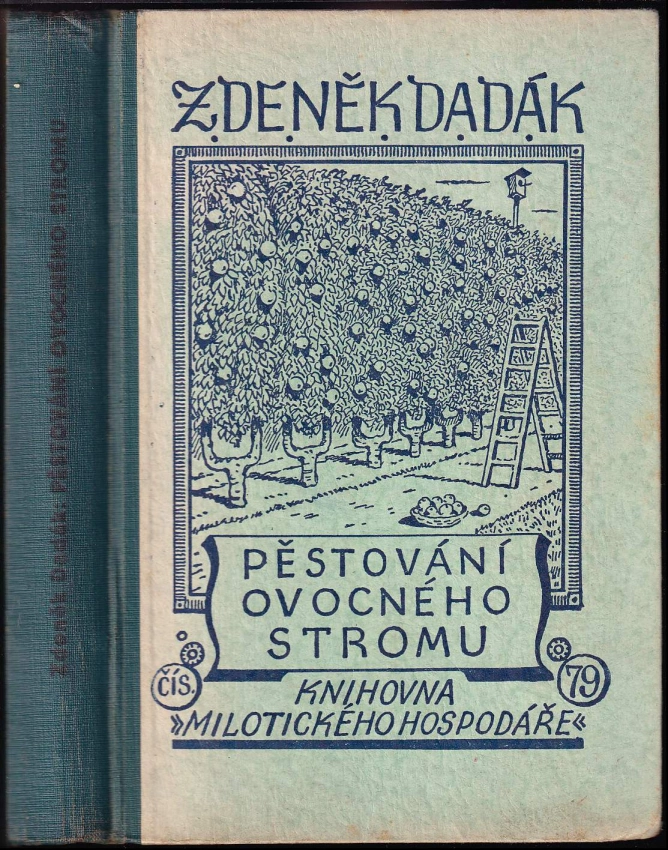 Zdeněk Dadák: PĚSTOVÁNÍ OVOCNÉHO STROMU
ZDENĚK DADÁK
PĚSTOVÁNÍ
OVOCNÉHO
STROMU
ČÍS. 79
KNIHOVNA
»MILOTICKÉHO HOSPODÁŘE«